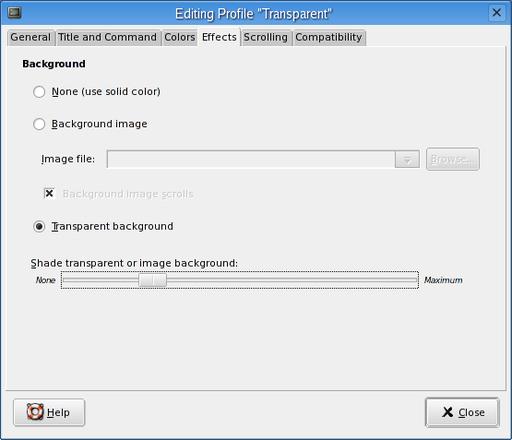 Editing Profile "Transparent"
General Title and Command Colors Effects Scrolling Compatibility
Background
None (use solid color)
Background image
Image file: Browse...
Background image scrolls
Transparent background
Shade transparent or image background:
None Maximum
Help Close